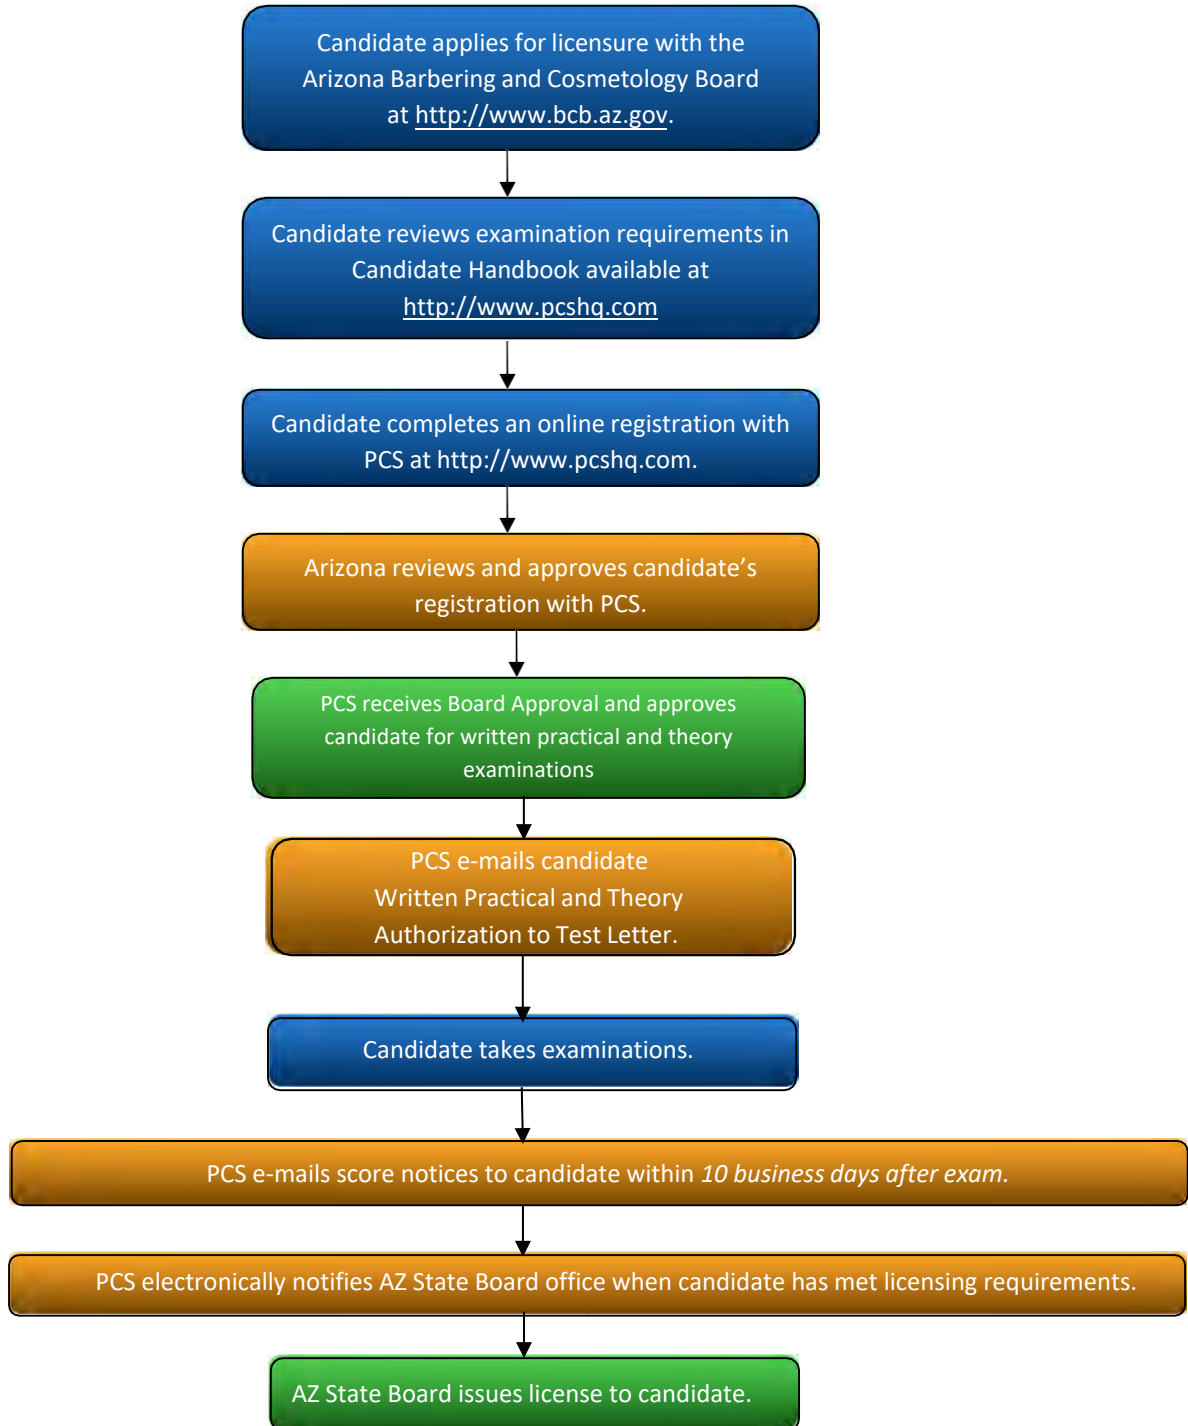 Candidate applies for licensure with the
Arizona Barbering and Cosmetology Board
at http://www.bcb.az.gov.
Candidate reviews examination requirements in
Candidate Handbook available at
http://www.pcshq.com
Candidate completes an online registration with
PCS at http://www.pcshq.com.
Arizona reviews and approves candidate’s
registration with PCS.
PCS receives Board Approval and approves
candidate for written practical and theory
examinations
PCS e-mails candidate
Written Practical and Theory
Authorization to Test Letter.
Candidate takes examinations.
PCS e-mails score notices to candidate within 10 business days after exam.
PCS electronically notifies AZ State Board office when candidate has met licensing requirements.
AZ State Board issues license to candidate.